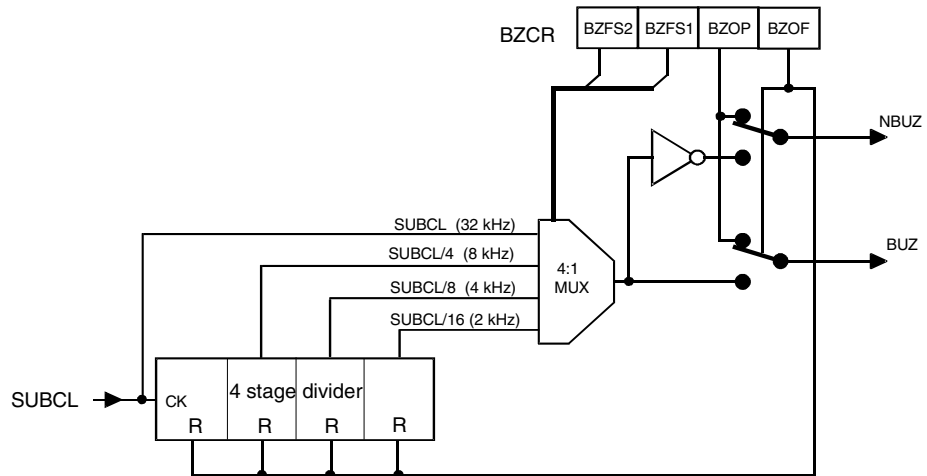 BZCR
BZFS2 BZFS1 BZOP BZOF
NBUZ
SUBCL (32 kHz)
SUBCL/4 (8 kHz)
SUBCL/8 (4 kHz)
SUBCL/16 (2 kHz)
4:1
MUX
BUZ
SUBCL
CK
4 stage divider
R R R R